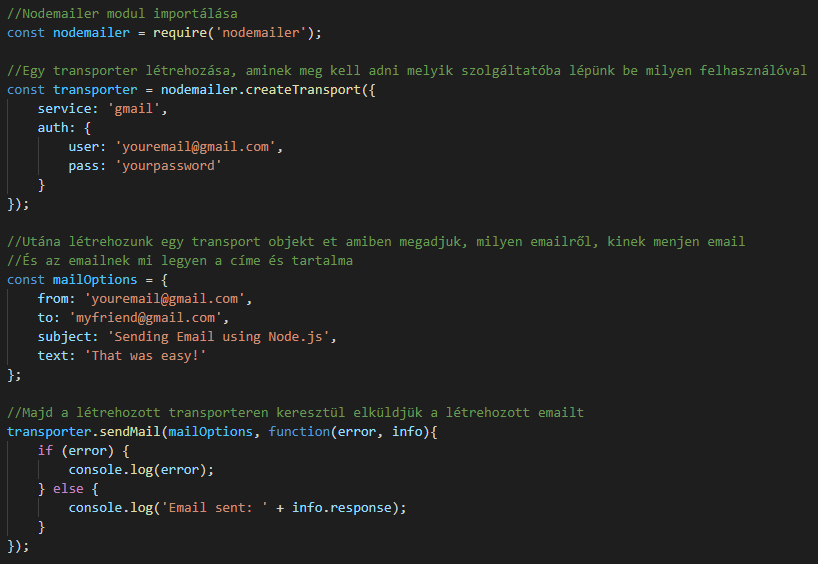 //Nodemailer modul importálása
const nodemailer = require('nodemailer');
//Egy transporter létrehozása, aminek meg kell adni melyik szolgáltatóba lépünk be milyen felhasználóval
const transporter = nodemailer.createTransport({
    service: 'gmail',
    auth: {
        user: 'youremail@gmail.com',
        pass: 'yourpassword'
    }
});
//Utána létrehozunk egy transport objekt et amiben megadjuk, milyen emailről, kinek menjen email
//És az emailnek mi legyen a címe és tartalma
const mailOptions = {
    from: 'youremail@gmail.com',
    to: 'myfriend@gmail.com',
    subject: 'Sending Email using Node.js',
    text: 'That was easy!'
};
//Majd a létrehozott transporteren keresztül elküldjük a létrehozott emailt
transporter.sendMail(mailOptions, function(error, info){
    if (error) {
        console.log(error);
    } else {
        console.log('Email sent: ' + info.response);
    }
});